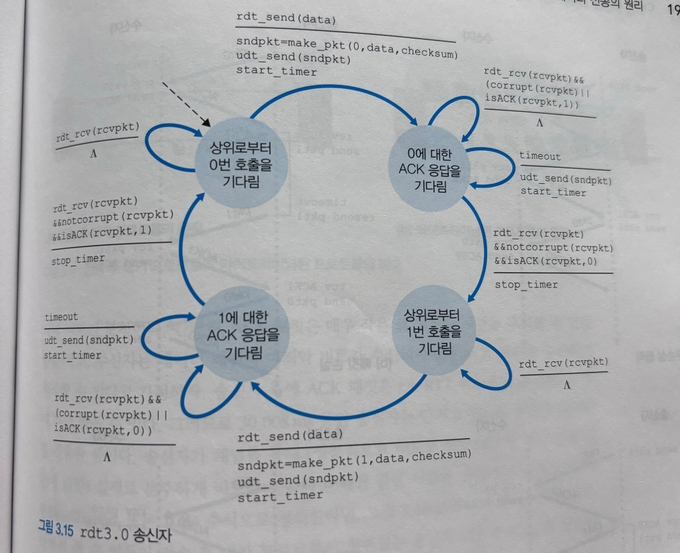 전송의 원리
19
rdt_send(data)
sndpkt=make_pkt(0,data,checksum)
udt_send(sndpkt)
start_timer
rdt_rcv(rcvpkt)&&
(corrupt(rcvpkt)||
isACK(rcvpkt,1))
Λ
rdt_rcv(rcvpkt)
Λ
상위로부터
0번 호출을
기다림
0에 대한
ACK 응답을
기다림
timeout
udt_send(sndpkt)
start_timer
rdt_rcv(rcvpkt)
&&notcorrupt(rcvpkt)
&&isACK(rcvpkt,1)
stop_timer
rdt_rcv(rcvpkt)
&&notcorrupt(rcvpkt)
&&isACK(rcvpkt,0)
stop_timer
timeout
udt_send(sndpkt)
start_timer
1에 대한
ACK 응답을
기다림
상위로부터
1번 호출을
기다림
rdt_rcv(rcvpkt)
Λ
rdt_rcv(rcvpkt)&&
(corrupt(rcvpkt)||
isACK(rcvpkt,0))
Λ
rdt_send(data)
sndpkt=make_pkt(1,data,checksum)
udt_send(sndpkt)
start_timer
그림 3.15 rdt3.0 송신자